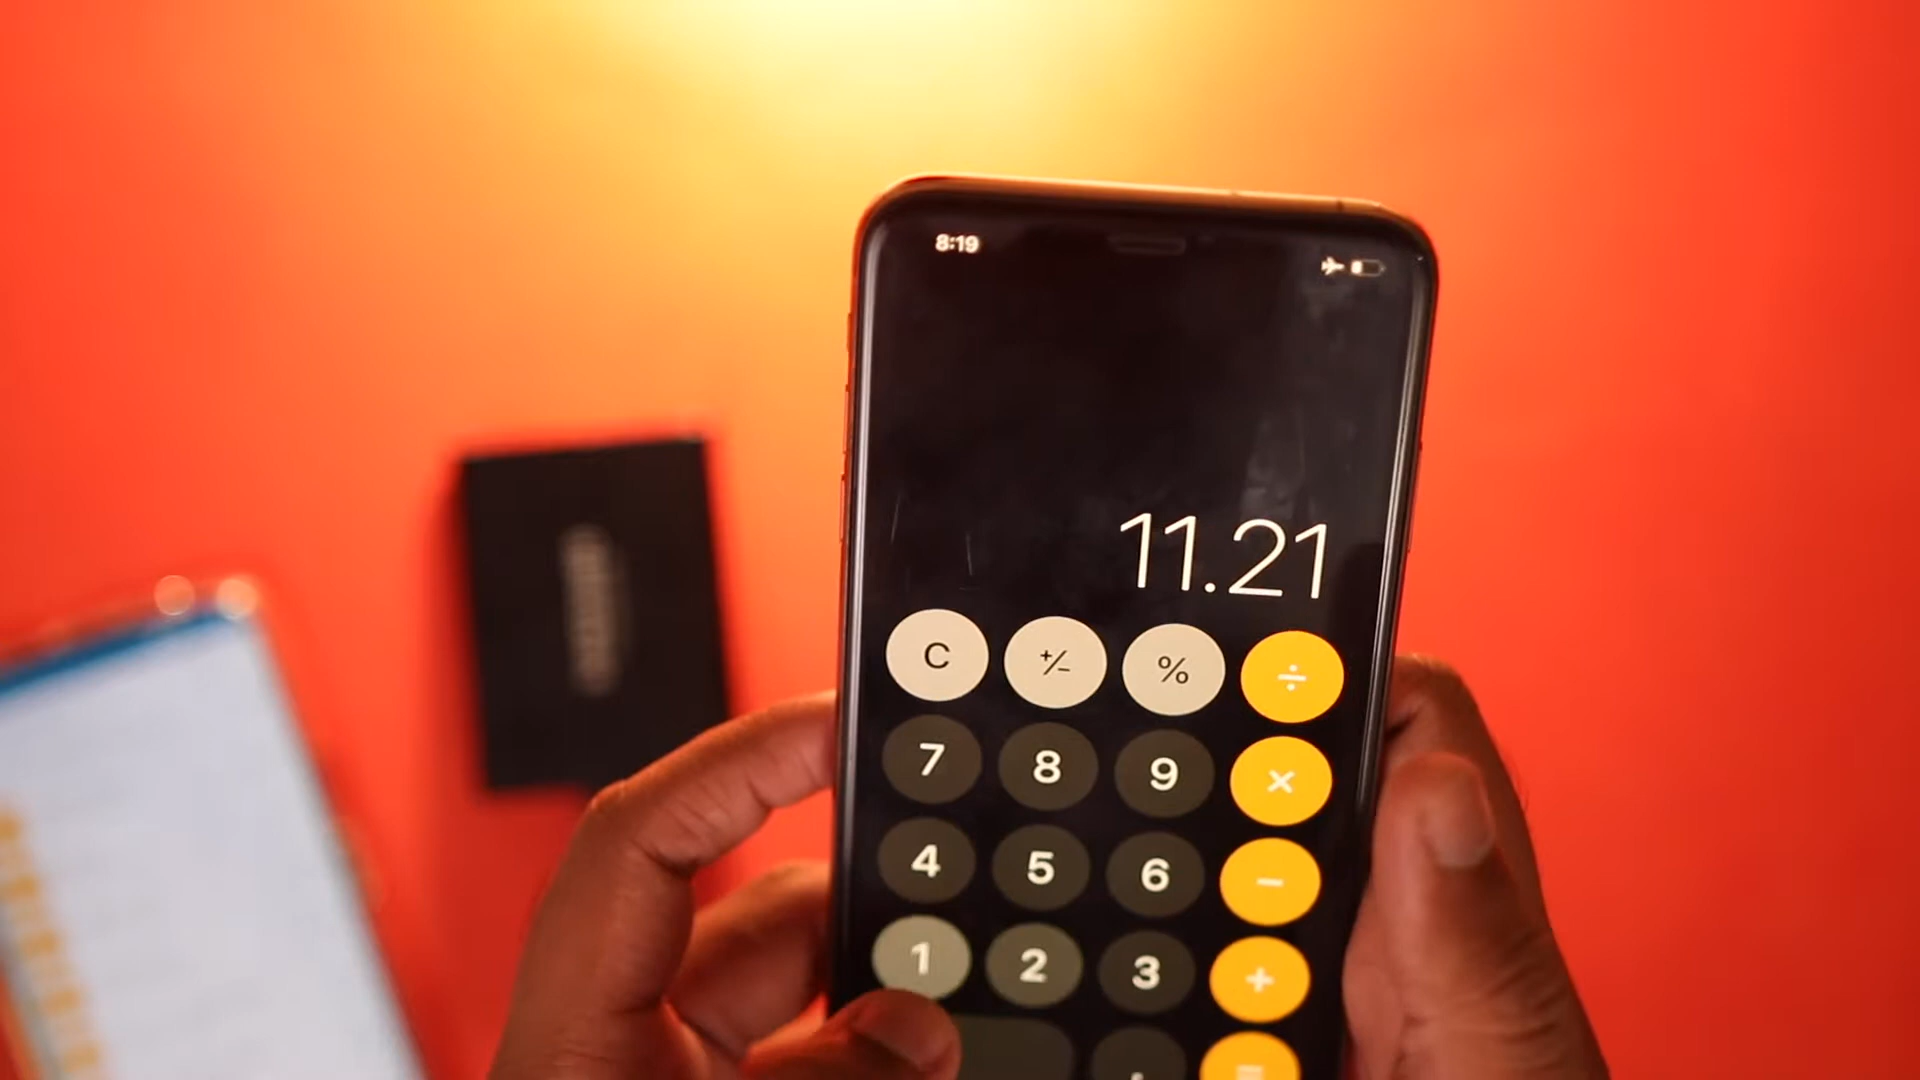 8:19
11.21
C +/− % ÷
7 8 9 ×
4 5 6 −
1 2 3 +
. =